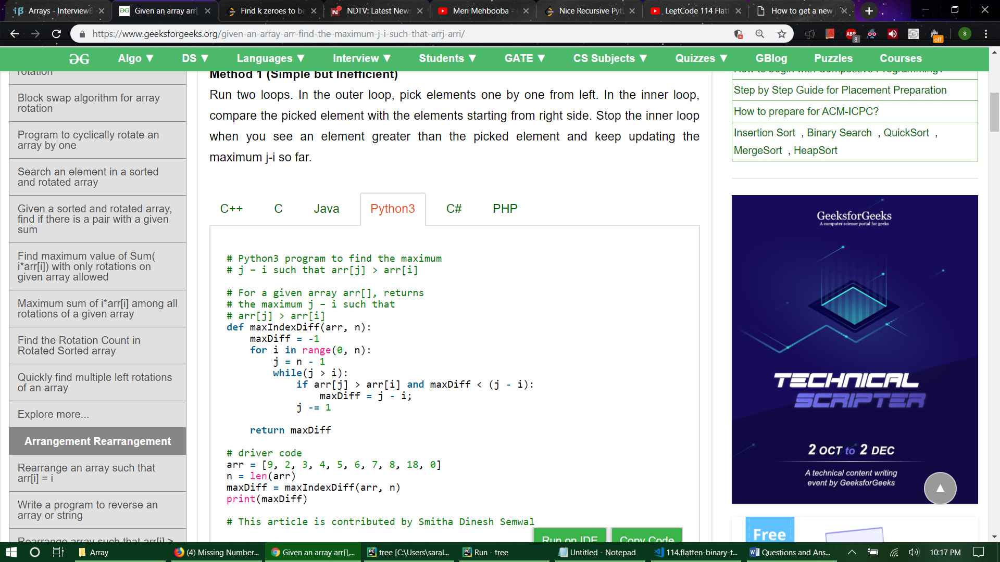 Arrays - Interview
Given an array arr[
Find k zeroes to be
NDTV: Latest News
Meri Mehbooba -
Nice Recursive Pyt
LeetCode 114 Flat
How to get a new
https://www.geeksforgeeks.org/given-an-array-arr-find-the-maximum-j-i-such-that-arrj-arri/
ABP
8
off
S
GG
Algo ▼
DS ▼
Languages ▼
Interview ▼
Students ▼
GATE ▼
CS Subjects ▼
Quizzes ▼
GBlog
Puzzles
Courses
rotation
Block swap algorithm for array
rotation
Program to cyclically rotate an
array by one
Search an element in a sorted
and rotated array
Given a sorted and rotated array,
find if there is a pair with a given
sum
Find maximum value of Sum(
i*arr[i]) with only rotations on
given array allowed
Maximum sum of i*arr[i] among all
rotations of a given array
Find the Rotation Count in
Rotated Sorted array
Quickly find multiple left rotations
of an array
Explore more...
Arrangement Rearrangement
Rearrange an array such that
arr[i] = i
Write a program to reverse an
array or string
Rearrange array such that arr[i] >
Method 1 (Simple but Inefficient)
Run two loops. In the outer loop, pick elements one by one from left. In the inner loop,
compare the picked element with the elements starting from right side. Stop the inner loop
when you see an element greater than the picked element and keep updating the
maximum j-i so far.
C++
C
Java
Python3
C#
PHP
# Python3 program to find the maximum
# j – i such that arr[j] > arr[i]
# For a given array arr[], returns
# the maximum j – i such that
# arr[j] > arr[i]
def maxIndexDiff(arr, n):
maxDiff = -1
for i in range(0, n):
j = n - 1
while(j > i):
if arr[j] > arr[i] and maxDiff < (j - i):
maxDiff = j - i;
j -= 1
return maxDiff
# driver code
arr = [9, 2, 3, 4, 5, 6, 7, 8, 18, 0]
n = len(arr)
maxDiff = maxIndexDiff(arr, n)
print(maxDiff)
# This article is contributed by Smitha Dinesh Semwal
Run on IDE
Copy Code
How to begin with Competitive Programming?
Step by Step Guide for Placement Preparation
How to prepare for ACM-ICPC?
Insertion Sort , Binary Search , QuickSort ,
MergeSort , HeapSort
GeeksforGeeks
A computer science portal for geeks
TECHNICAL
SCRIPTER
2 OCT to 2 DEC
A technical content writing
event by GeeksforGeeks
Free
Array
(4) Missing Number...
Given an array arr[],...
tree [C:\Users\saral...
Run - tree
Untitled - Notepad
114.flatten-binary-t...
Questions and Ans...
10:17 PM